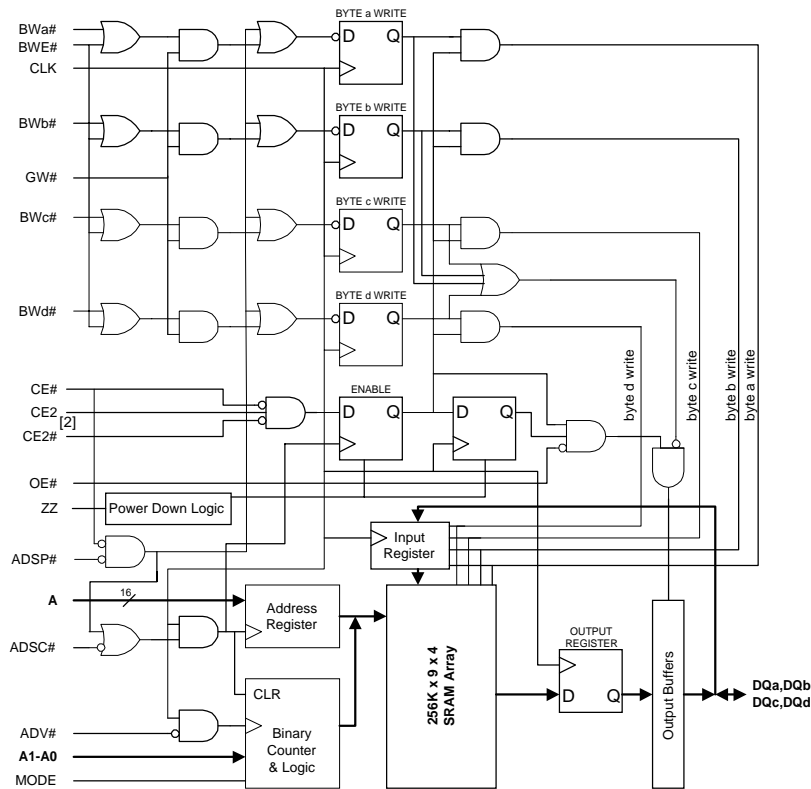 BYTE a WRITE
BWa#
BWE#
D Q
CLK
BYTE b WRITE
BWb#
D Q
GW#
BYTE c WRITE
BWc#
D Q
BYTE d WRITE
BWd#
D Q
byte d write
byte c write
byte b write
byte a write
CE#
ENABLE
CE2
D Q
D Q
[2]
CE2#
OE#
ZZ
Power Down Logic
Input
Register
ADSP#
A
16
Address
Register
ADSC#
OUTPUT
REGISTER
256K x 9 x 4
SRAM Array
CLR
D Q
Output Buffers
DQa,DQb
DQc,DQd
ADV#
Binary
Counter
& Logic
A1-A0
MODE